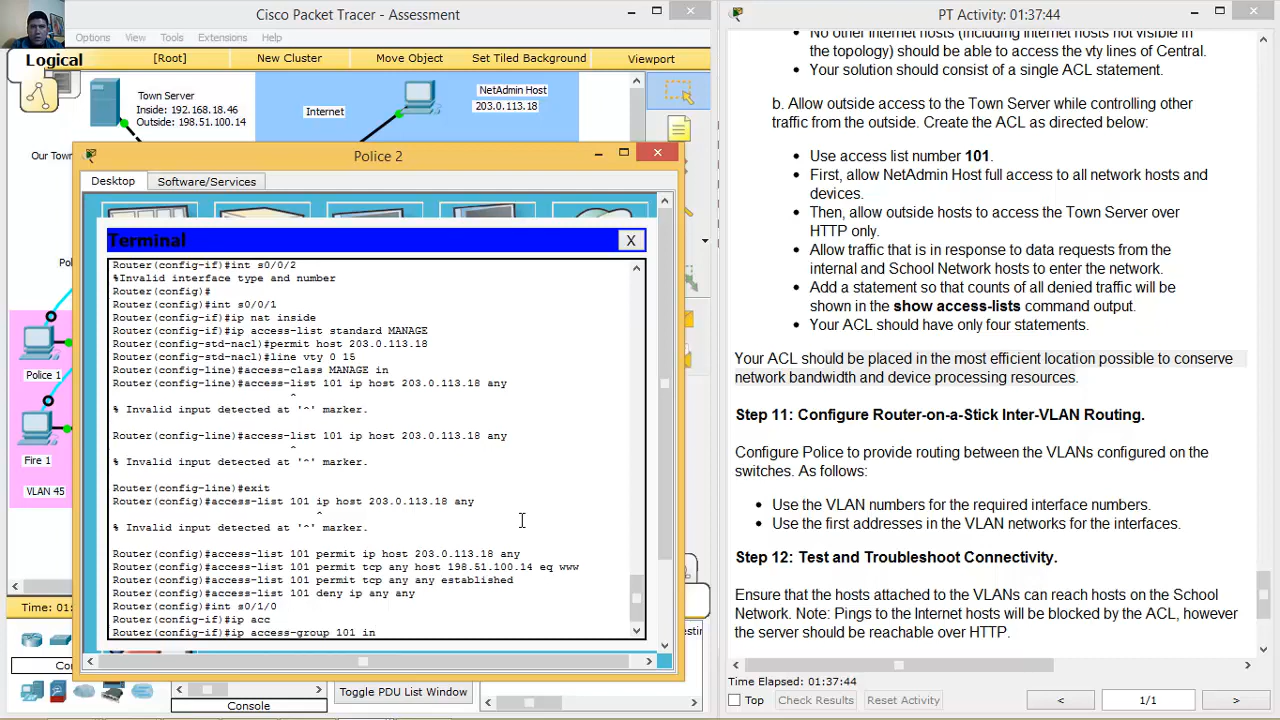 Cisco Packet Tracer - Assessment
Options View Tools Extensions Help
Logical [Root] New Cluster Move Object Set Tiled Background Viewport
Town Server
Inside: 192.168.18.46
Outside: 198.51.100.14
Internet
NetAdmin Host
203.0.113.18
Our Town
Police 1
Fire 1
VLAN 45
Time: 01:
Console
Toggle PDU List Window
Police 2
Desktop Software/Services
Terminal X
Router(config-if)#int s0/0/2
%Invalid interface type and number
Router(config)#
Router(config)#int s0/0/1
Router(config-if)#ip nat inside
Router(config-if)#ip access-list standard MANAGE
Router(config-std-nacl)#permit host 203.0.113.18
Router(config-std-nacl)#line vty 0 15
Router(config-line)#access-class MANAGE in
Router(config-line)#access-list 101 ip host 203.0.113.18 any
^
% Invalid input detected at '^' marker.
Router(config-line)#access-list 101 ip host 203.0.113.18 any
^
% Invalid input detected at '^' marker.
Router(config-line)#exit
Router(config)#access-list 101 ip host 203.0.113.18 any
^
% Invalid input detected at '^' marker.
Router(config)#access-list 101 permit ip host 203.0.113.18 any
Router(config)#access-list 101 permit tcp any host 198.51.100.14 eq www
Router(config)#access-list 101 permit tcp any any established
Router(config)#access-list 101 deny ip any any
Router(config)#int s0/1/0
Router(config-if)#ip acc
Router(config-if)#ip access-group 101 in
PT Activity: 01:37:44
No other Internet hosts (including Internet hosts not visible in
the topology) should be able to access the vty lines of Central.
• Your solution should consist of a single ACL statement.
b. Allow outside access to the Town Server while controlling other
traffic from the outside. Create the ACL as directed below:
• Use access list number 101.
• First, allow NetAdmin Host full access to all network hosts and
devices.
• Then, allow outside hosts to access the Town Server over
HTTP only.
• Allow traffic that is in response to data requests from the
internal and School Network hosts to enter the network.
• Add a statement so that counts of all denied traffic will be
shown in the show access-lists command output.
• Your ACL should have only four statements.
Your ACL should be placed in the most efficient location possible to conserve
network bandwidth and device processing resources.
Step 11: Configure Router-on-a-Stick Inter-VLAN Routing.
Configure Police to provide routing between the VLANs configured on the
switches. As follows:
• Use the VLAN numbers for the required interface numbers.
• Use the first addresses in the VLAN networks for the interfaces.
Step 12: Test and Troubleshoot Connectivity.
Ensure that the hosts attached to the VLANs can reach hosts on the School
Network. Note: Pings to the Internet hosts will be blocked by the ACL, however
the server should be reachable over HTTP.
Time Elapsed: 01:37:44
Top Check Results Reset Activity < 1/1 >